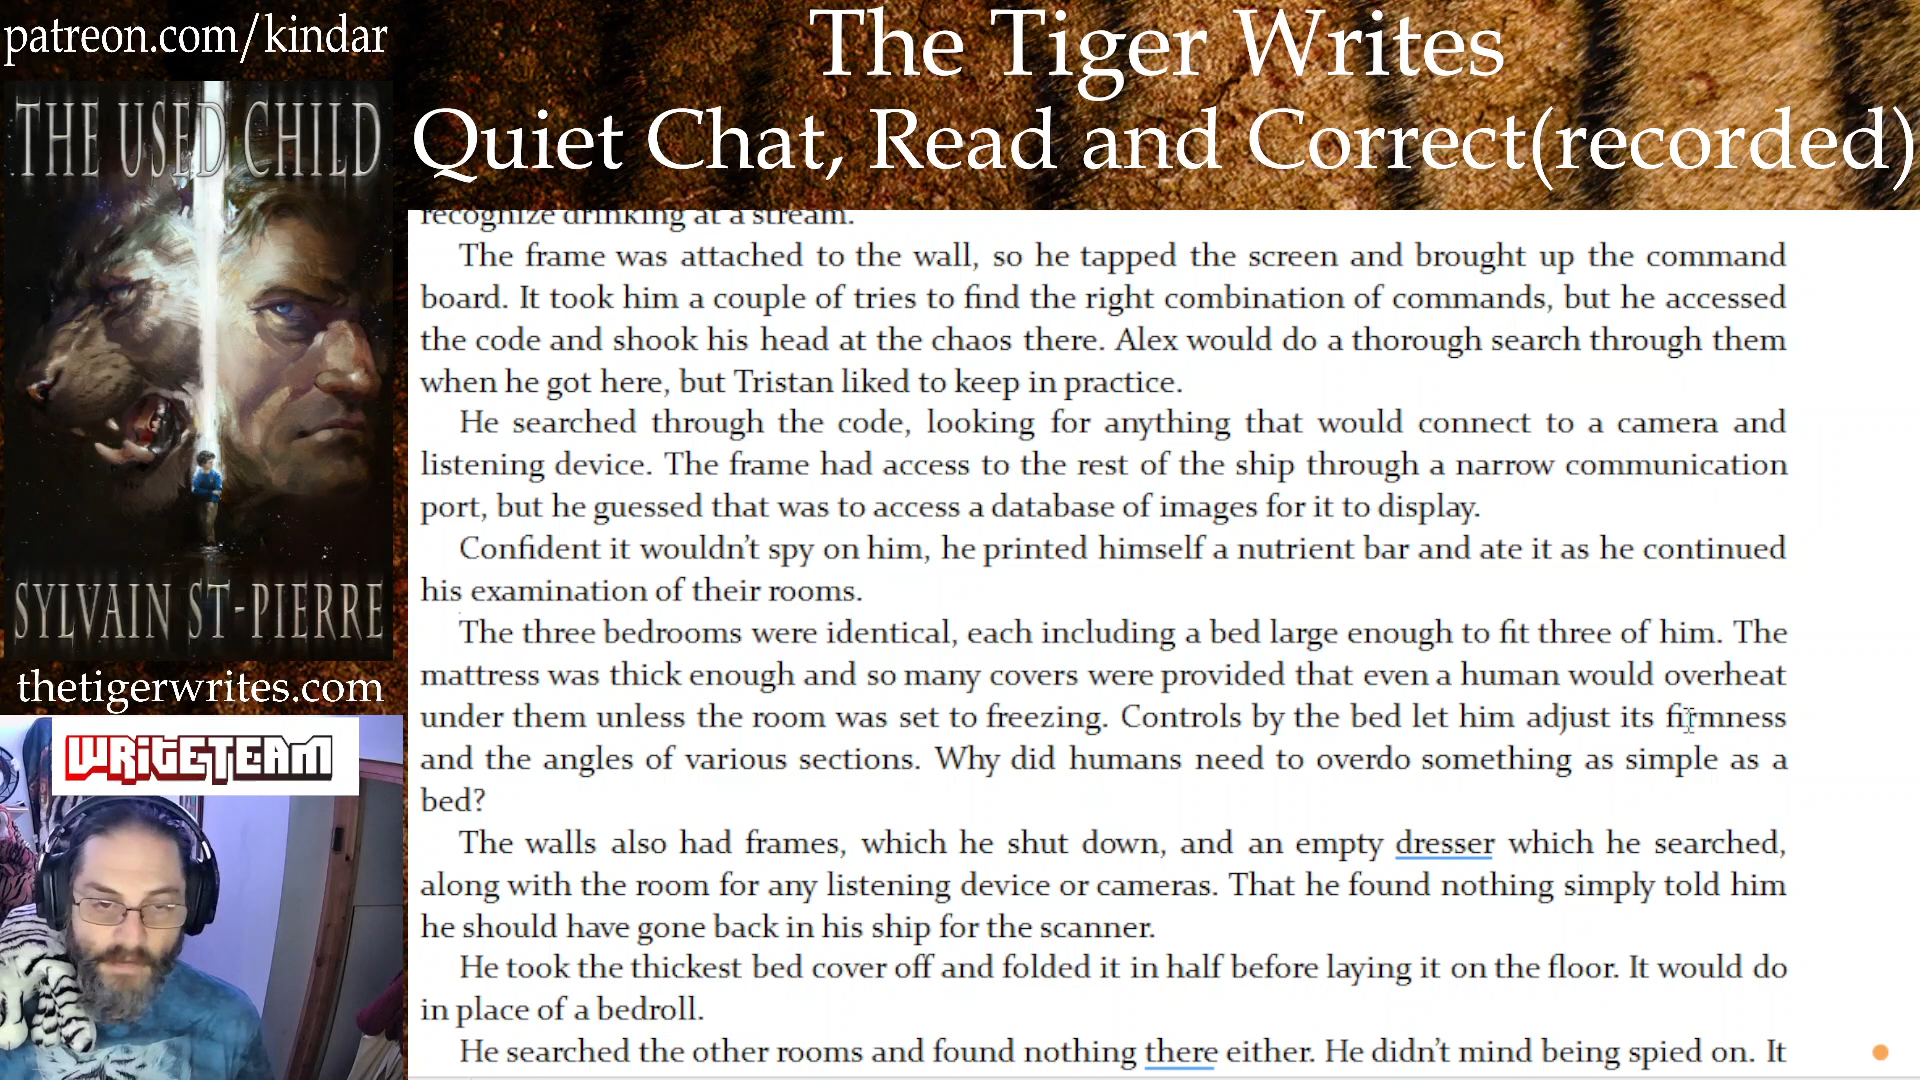 patreon.com/kindar
The Tiger Writes
Quiet Chat, Read and Correct(recorded)
THE USED CHILD
SYLVAIN ST-PIERRE
thetigerwrites.com
WRITETEAM
recognize drinking at a stream.
The frame was attached to the wall, so he tapped the screen and brought up the command
board. It took him a couple of tries to find the right combination of commands, but he accessed
the code and shook his head at the chaos there. Alex would do a thorough search through them
when he got here, but Tristan liked to keep in practice.
He searched through the code, looking for anything that would connect to a camera and
listening device. The frame had access to the rest of the ship through a narrow communication
port, but he guessed that was to access a database of images for it to display.
Confident it wouldn’t spy on him, he printed himself a nutrient bar and ate it as he continued
his examination of their rooms.
The three bedrooms were identical, each including a bed large enough to fit three of him. The
mattress was thick enough and so many covers were provided that even a human would overheat
under them unless the room was set to freezing. Controls by the bed let him adjust its firmness
and the angles of various sections. Why did humans need to overdo something as simple as a
bed?
The walls also had frames, which he shut down, and an empty dresser which he searched,
along with the room for any listening device or cameras. That he found nothing simply told him
he should have gone back in his ship for the scanner.
He took the thickest bed cover off and folded it in half before laying it on the floor. It would do
in place of a bedroll.
He searched the other rooms and found nothing there either. He didn’t mind being spied on. It